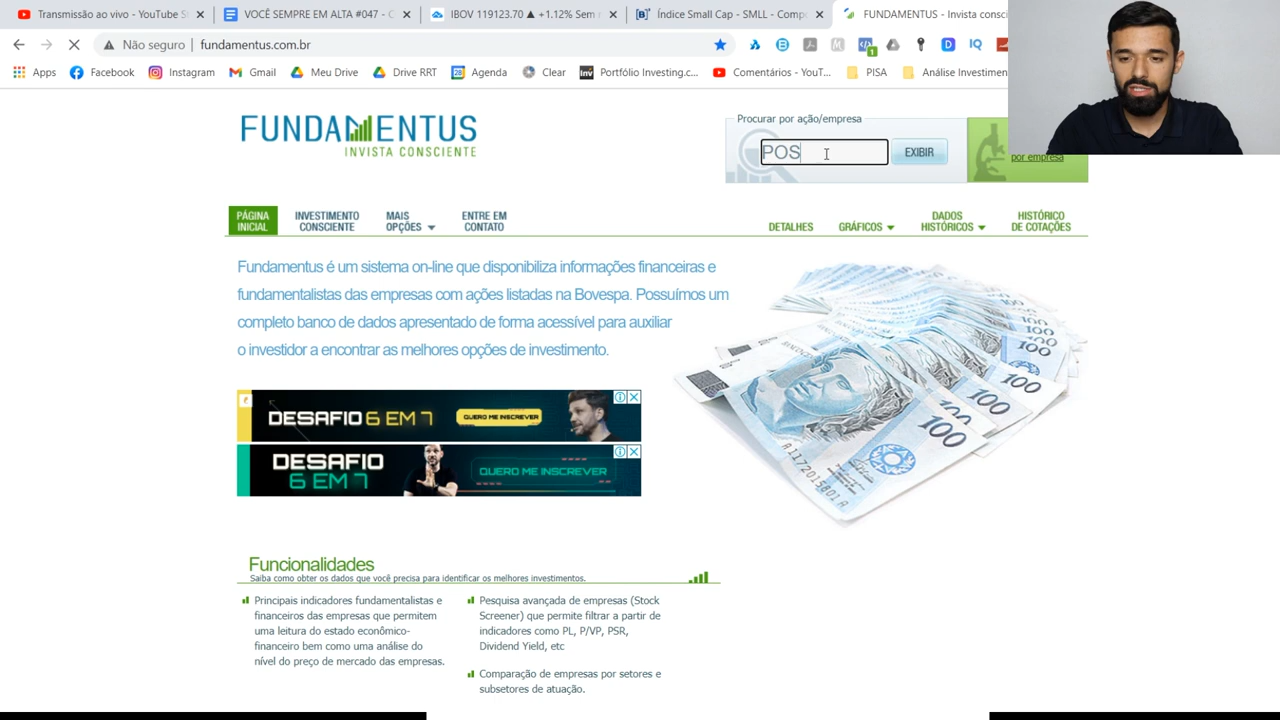 Transmissão ao vivo - YouTube S
VOCÊ SEMPRE EM ALTA #047 - C
IBOV 119123.70 ▲ +1.12% Sem n
Índice Small Cap - SMLL - Comp
FUNDAMENTUS - Invista consci
Não seguro | fundamentus.com.br
Apps
Facebook
Instagram
Gmail
Meu Drive
Drive RRT
Agenda
Clear
Portfólio Investing.c...
Comentários - YouT...
PISA
Análise Investimen
FUNDAMENTUS
INVISTA CONSCIENTE
Procurar por ação/empresa
POS
EXIBIR
por empresa
PÁGINA INICIAL
INVESTIMENTO CONSCIENTE
MAIS OPÇÕES
ENTRE EM CONTATO
DETALHES
GRÁFICOS
DADOS HISTÓRICOS
HISTÓRICO DE COTAÇÕES
Fundamentus é um sistema on-line que disponibiliza informações financeiras e
fundamentalistas das empresas com ações listadas na Bovespa. Possuímos um
completo banco de dados apresentado de forma acessível para auxiliar
o investidor a encontrar as melhores opções de investimento.
DESAFIO 6 EM 7
QUERO ME INSCREVER
DESAFIO
6 EM 7
QUERO ME INSCREVER
100
100
100
100
Funcionalidades
Saiba como obter os dados que você precisa para identificar os melhores investimentos.
Principais indicadores fundamentalistas e
financeiros das empresas que permitem
uma leitura do estado econômico-
financeiro bem como uma análise do
nível do preço de mercado das empresas.
Pesquisa avançada de empresas (Stock
Screener) que permite filtrar a partir de
indicadores como PL, P/VP, PSR,
Dividend Yield, etc
Comparação de empresas por setores e
subsetores de atuação.